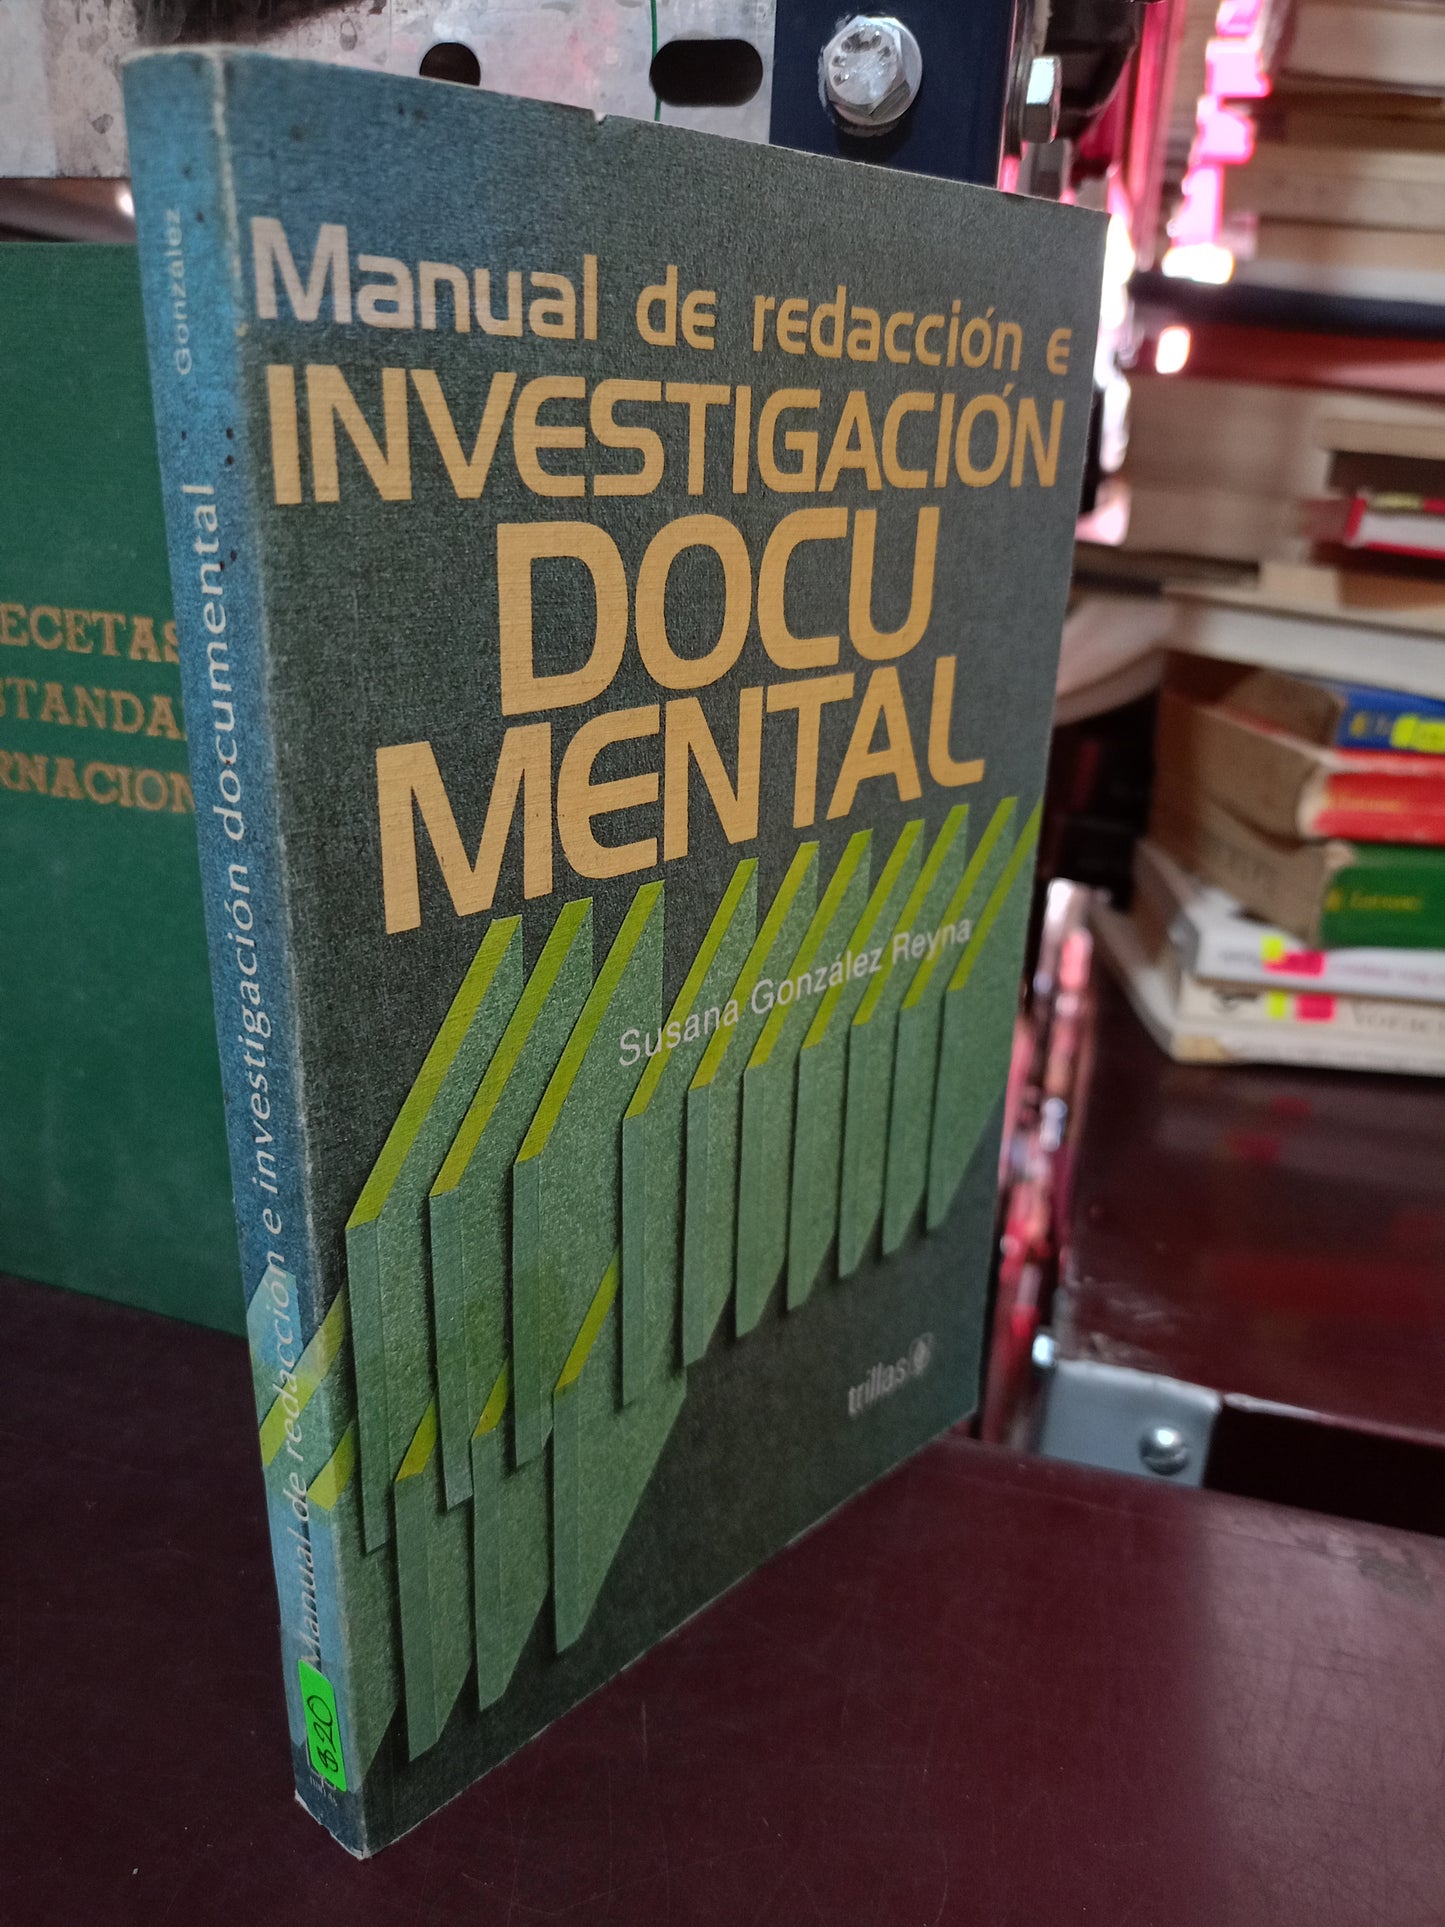 Manual de redacción e
INVESTIGACIÓN
DOCU
MENTAL
Susana González Reyna
trillas
Manual de redacción e investigación documental
González
$20
ECETAS
STANDA
RNACION